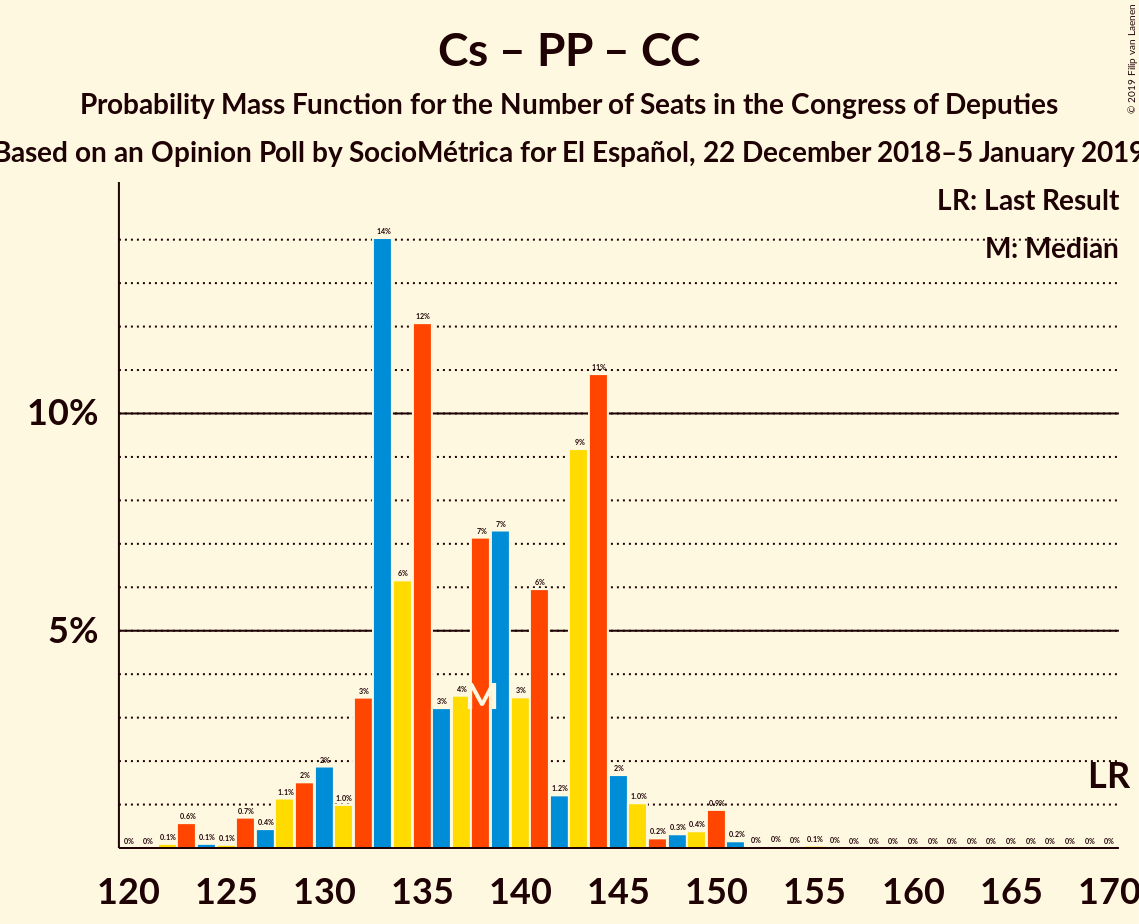 Cs – PP – CC
© 2019 Filip van Laenen
Probability Mass Function for the Number of Seats in the Congress of Deputies
Based on an Opinion Poll by SocioMétrica for El Español, 22 December 2018–5 January 2019
LR: Last Result
M: Median
10%
5%
0% 0% 0.1% 0.6% 0.1% 0.1% 0.7% 0.4% 1.1% 2% 2% 1.0% 3% 14% 6% 12% 3% 4% 7% 7% 3% 6% 1.2% 9% 11% 2% 1.0% 0.2% 0.3% 0.4% 0.9% 0.2% 0% 0% 0% 0.1% 0% 0% 0% 0% 0% 0% 0% 0% 0% 0% 0% 0% 0% 0% 0%
M
LR
120 125 130 135 140 145 150 155 160 165 170